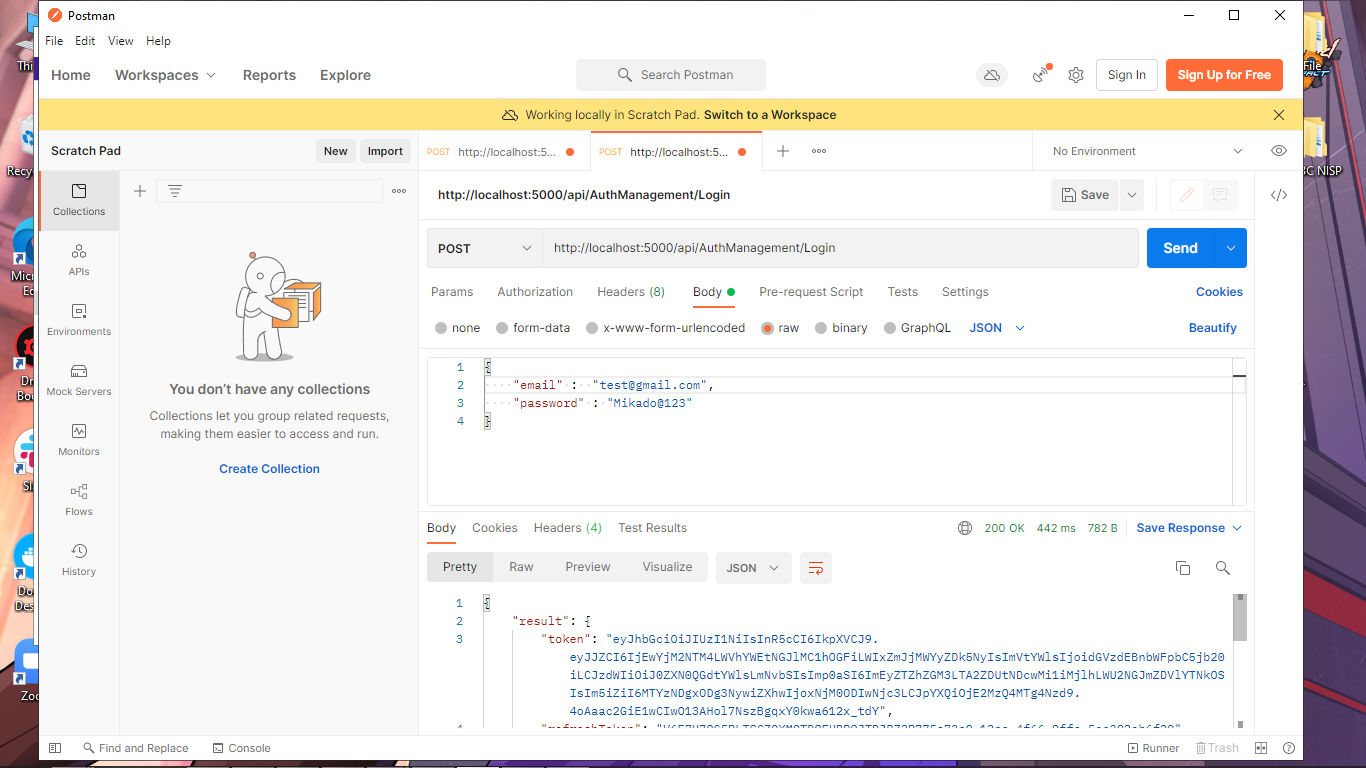 Postman
File Edit View Help
Home Workspaces Reports Explore Search Postman Sign In Sign Up for Free
Working locally in Scratch Pad. Switch to a Workspace
Scratch Pad New Import POST http://localhost:5... POST http://localhost:5... No Environment
http://localhost:5000/api/AuthManagement/Login Save
Collections
APIs
Environments
Mock Servers
Monitors
Flows
History
You don't have any collections
Collections let you group related requests,
making them easier to access and run.
Create Collection
POST http://localhost:5000/api/AuthManagement/Login Send
Params Authorization Headers (8) Body Pre-request Script Tests Settings Cookies
none form-data x-www-form-urlencoded raw binary GraphQL JSON Beautify
1 {
2 "email" : "test@gmail.com",
3 "password" : "Mikado@123"
4 }
Body Cookies Headers (4) Test Results 200 OK 442 ms 782 B Save Response
Pretty Raw Preview Visualize JSON
1 {
2 "result": {
3 "token": "eyJhbGciOiJIUzI1NiIsInR5cCI6IkpXVCJ9.
Find and Replace Console Runner Trash
File